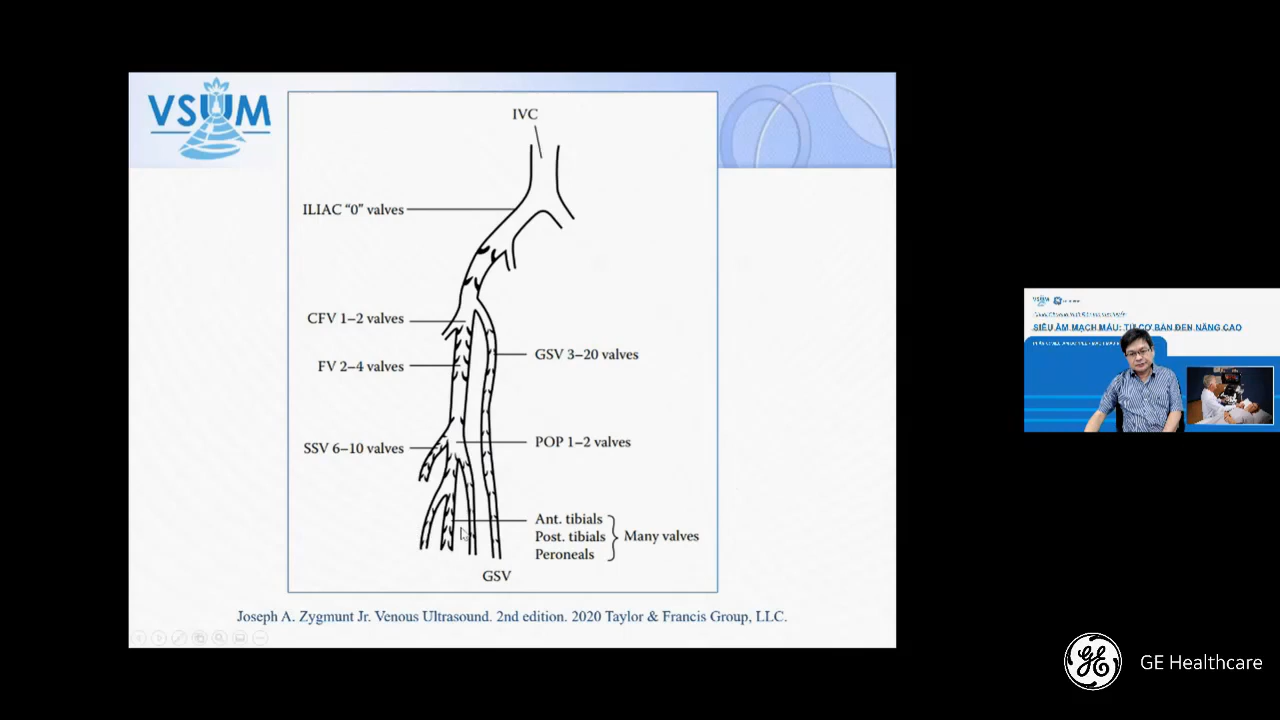 VSUM
IVC
ILIAC “0” valves
CFV 1–2 valves
FV 2–4 valves
GSV 3–20 valves
SSV 6–10 valves
POP 1–2 valves
Ant. tibials
Post. tibials
Peroneals
Many valves
GSV
Joseph A. Zygmunt Jr. Venous Ultrasound. 2nd edition. 2020 Taylor & Francis Group, LLC.
VSUM
SIÊU ÂM MẠCH MÁU: TỪ CƠ BẢN ĐẾN NÂNG CAO
GE Healthcare